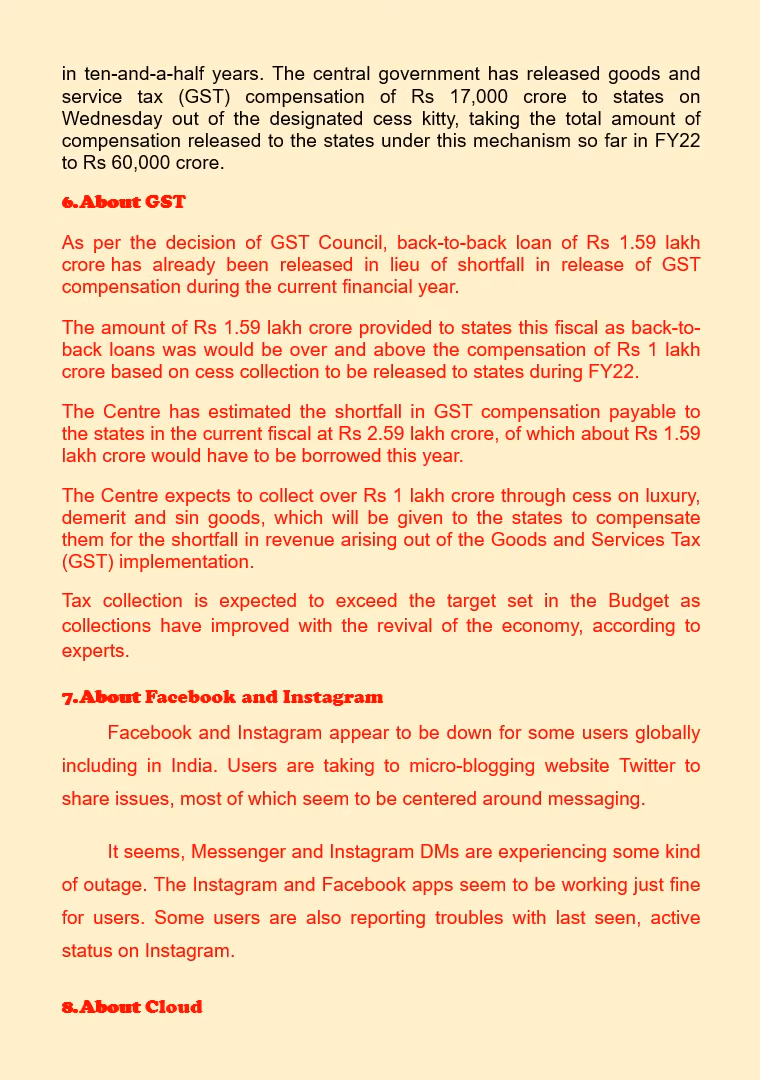 in ten-and-a-half years. The central government has released goods and
service tax (GST) compensation of Rs 17,000 crore to states on
Wednesday out of the designated cess kitty, taking the total amount of
compensation released to the states under this mechanism so far in FY22
to Rs 60,000 crore.
6.About GST
As per the decision of GST Council, back-to-back loan of Rs 1.59 lakh
crore has already been released in lieu of shortfall in release of GST
compensation during the current financial year.
The amount of Rs 1.59 lakh crore provided to states this fiscal as back-to-
back loans was would be over and above the compensation of Rs 1 lakh
crore based on cess collection to be released to states during FY22.
The Centre has estimated the shortfall in GST compensation payable to
the states in the current fiscal at Rs 2.59 lakh crore, of which about Rs 1.59
lakh crore would have to be borrowed this year.
The Centre expects to collect over Rs 1 lakh crore through cess on luxury,
demerit and sin goods, which will be given to the states to compensate
them for the shortfall in revenue arising out of the Goods and Services Tax
(GST) implementation.
Tax collection is expected to exceed the target set in the Budget as
collections have improved with the revival of the economy, according to
experts.
7.About Facebook and Instagram
Facebook and Instagram appear to be down for some users globally
including in India. Users are taking to micro-blogging website Twitter to
share issues, most of which seem to be centered around messaging.
It seems, Messenger and Instagram DMs are experiencing some kind
of outage. The Instagram and Facebook apps seem to be working just fine
for users. Some users are also reporting troubles with last seen, active
status on Instagram.
8.About Cloud